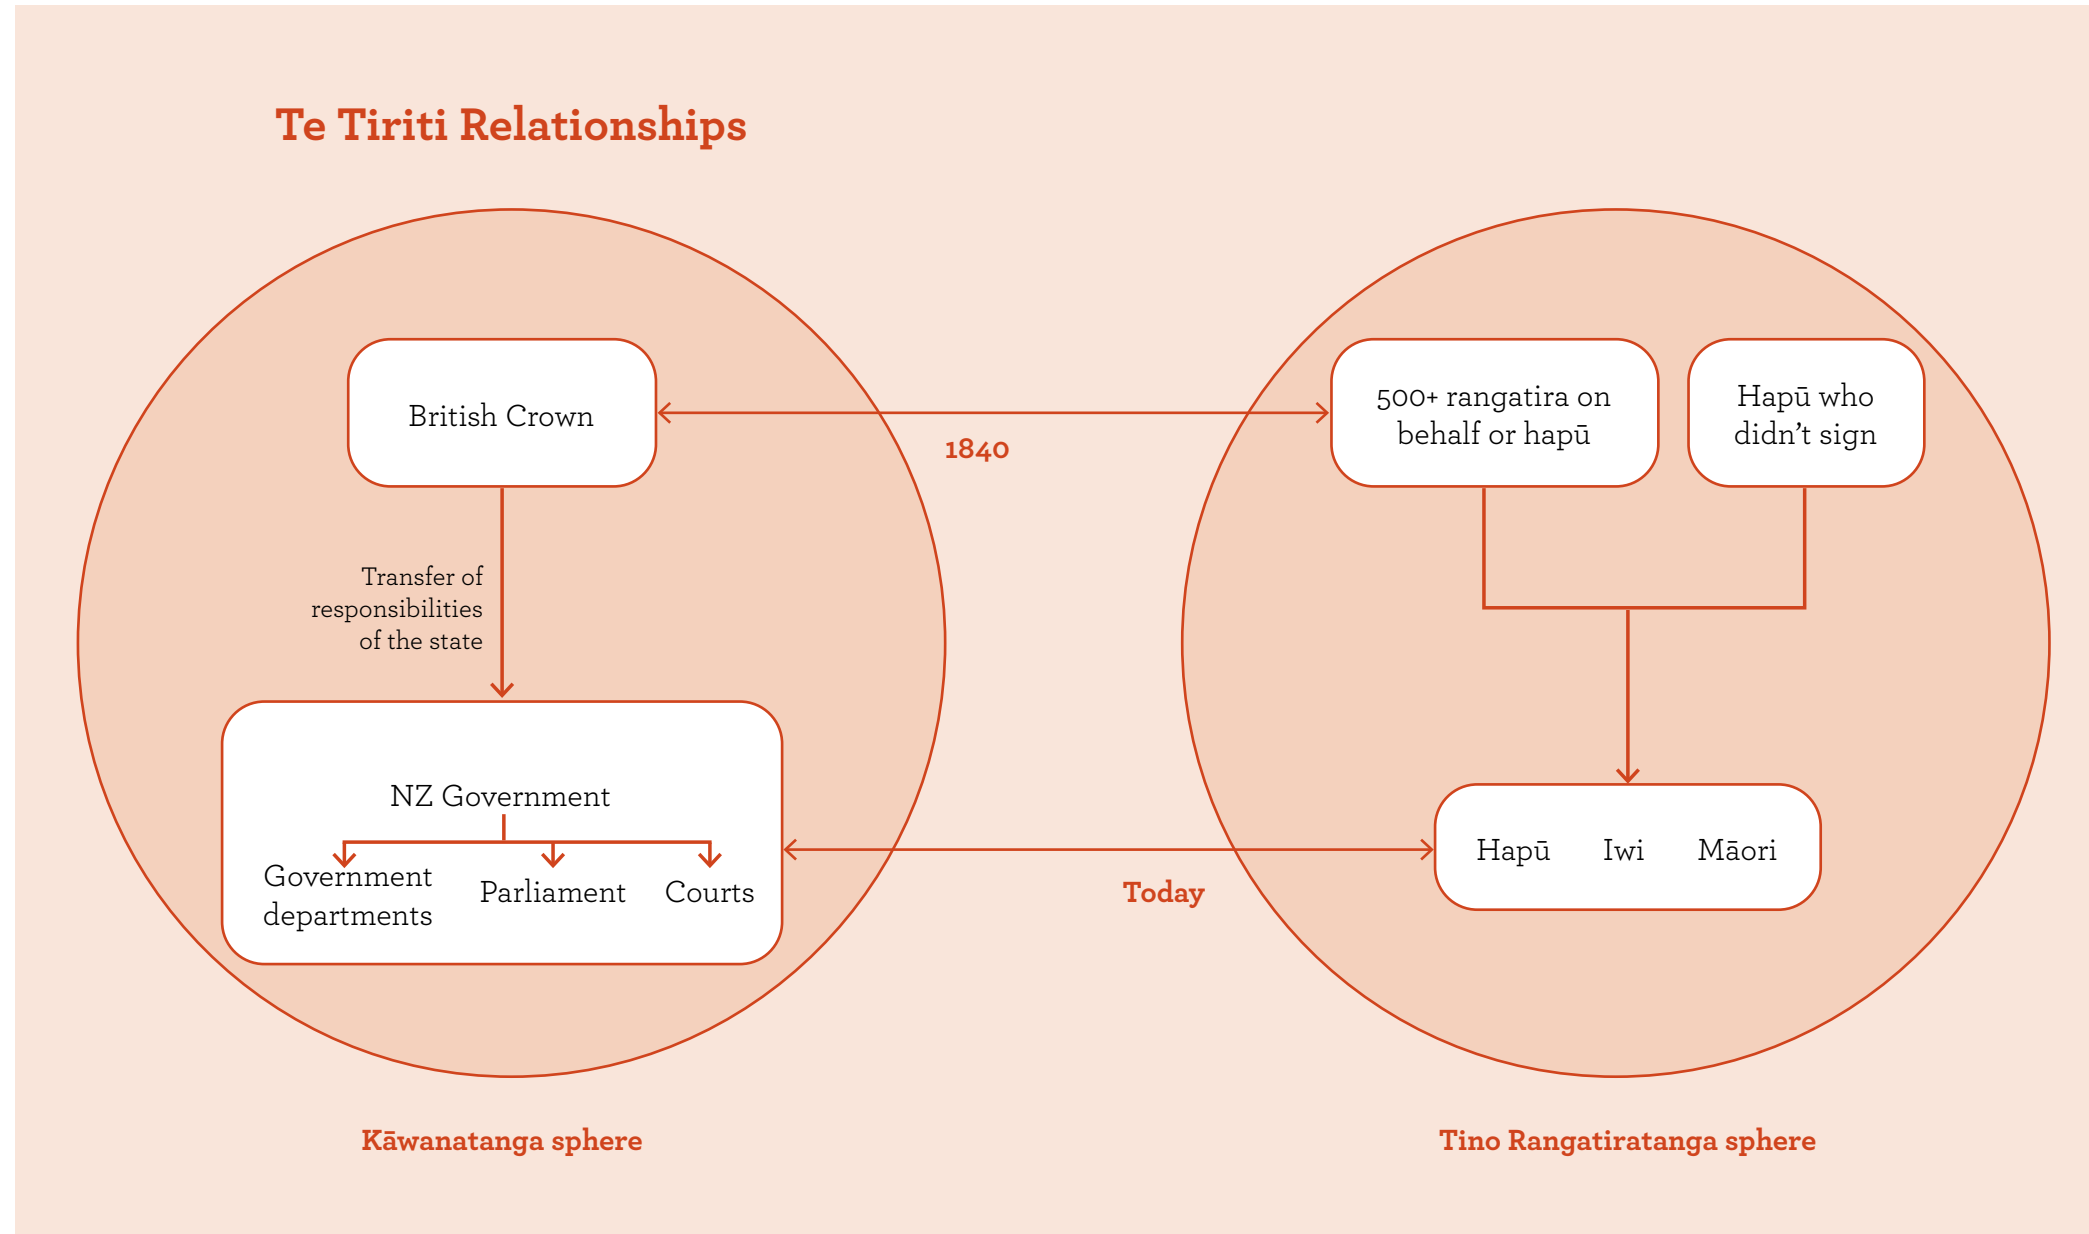 Te Tiriti Relationships
British Crown
1840
500+ rangatira on
behalf or hapū
Hapū who
didn't sign
Transfer of
responsibilities
of the state
NZ Government
Government
departments
Parliament
Courts
Today
Hapū Iwi Māori
Kāwanatanga sphere
Tino Rangatiratanga sphere